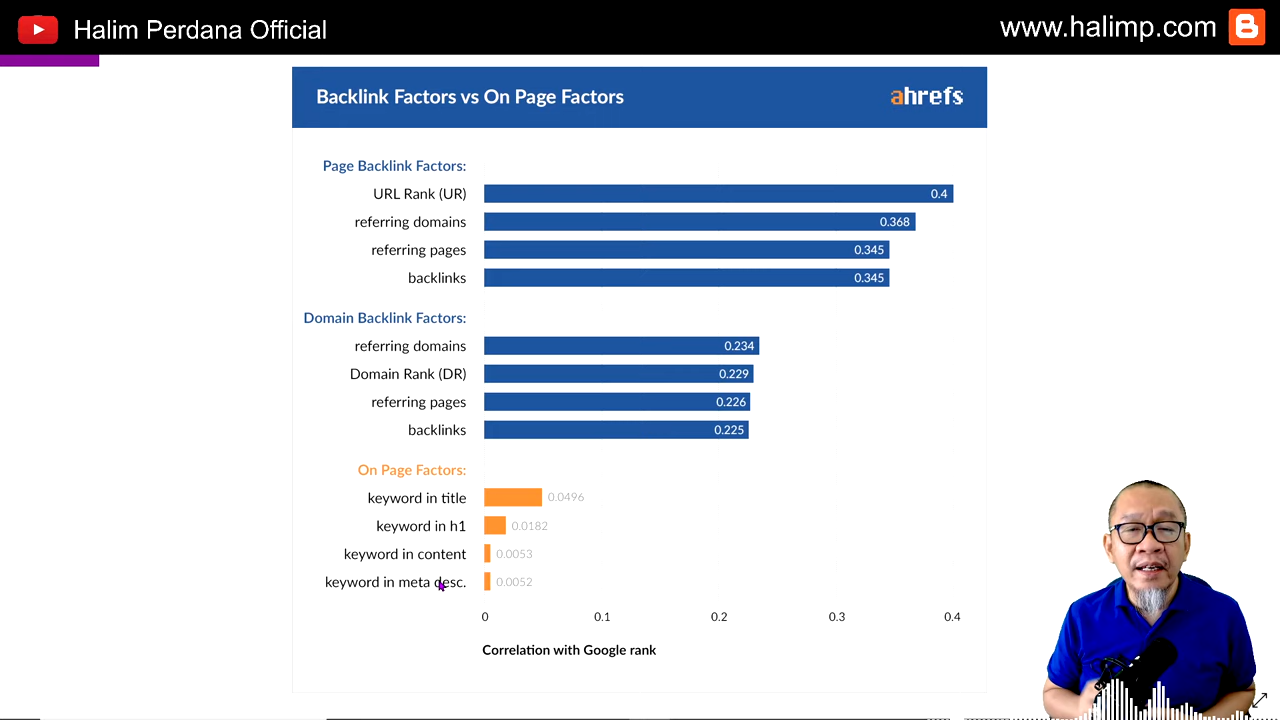 Halim Perdana Official
www.halimp.com
Backlink Factors vs On Page Factors
ahrefs
Page Backlink Factors:
URL Rank (UR) 0.4
referring domains 0.368
referring pages 0.345
backlinks 0.345
Domain Backlink Factors:
referring domains 0.234
Domain Rank (DR) 0.229
referring pages 0.226
backlinks 0.225
On Page Factors:
keyword in title 0.0496
keyword in h1 0.0182
keyword in content 0.0053
keyword in meta desc. 0.0052
0 0.1 0.2 0.3 0.4
Correlation with Google rank